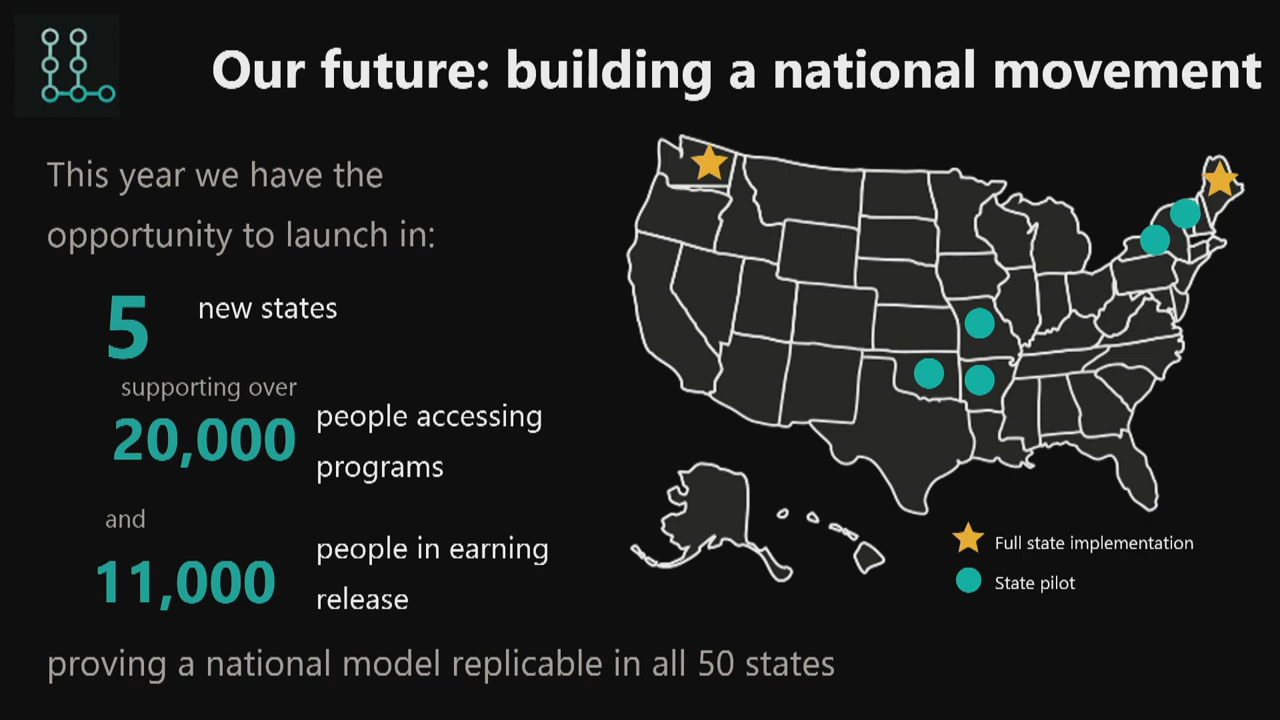 Our future: building a national movement
This year we have the
opportunity to launch in:
5 new states
supporting over
20,000 people accessing
programs
and
11,000 people in earning
release
proving a national model replicable in all 50 states
Full state implementation
State pilot